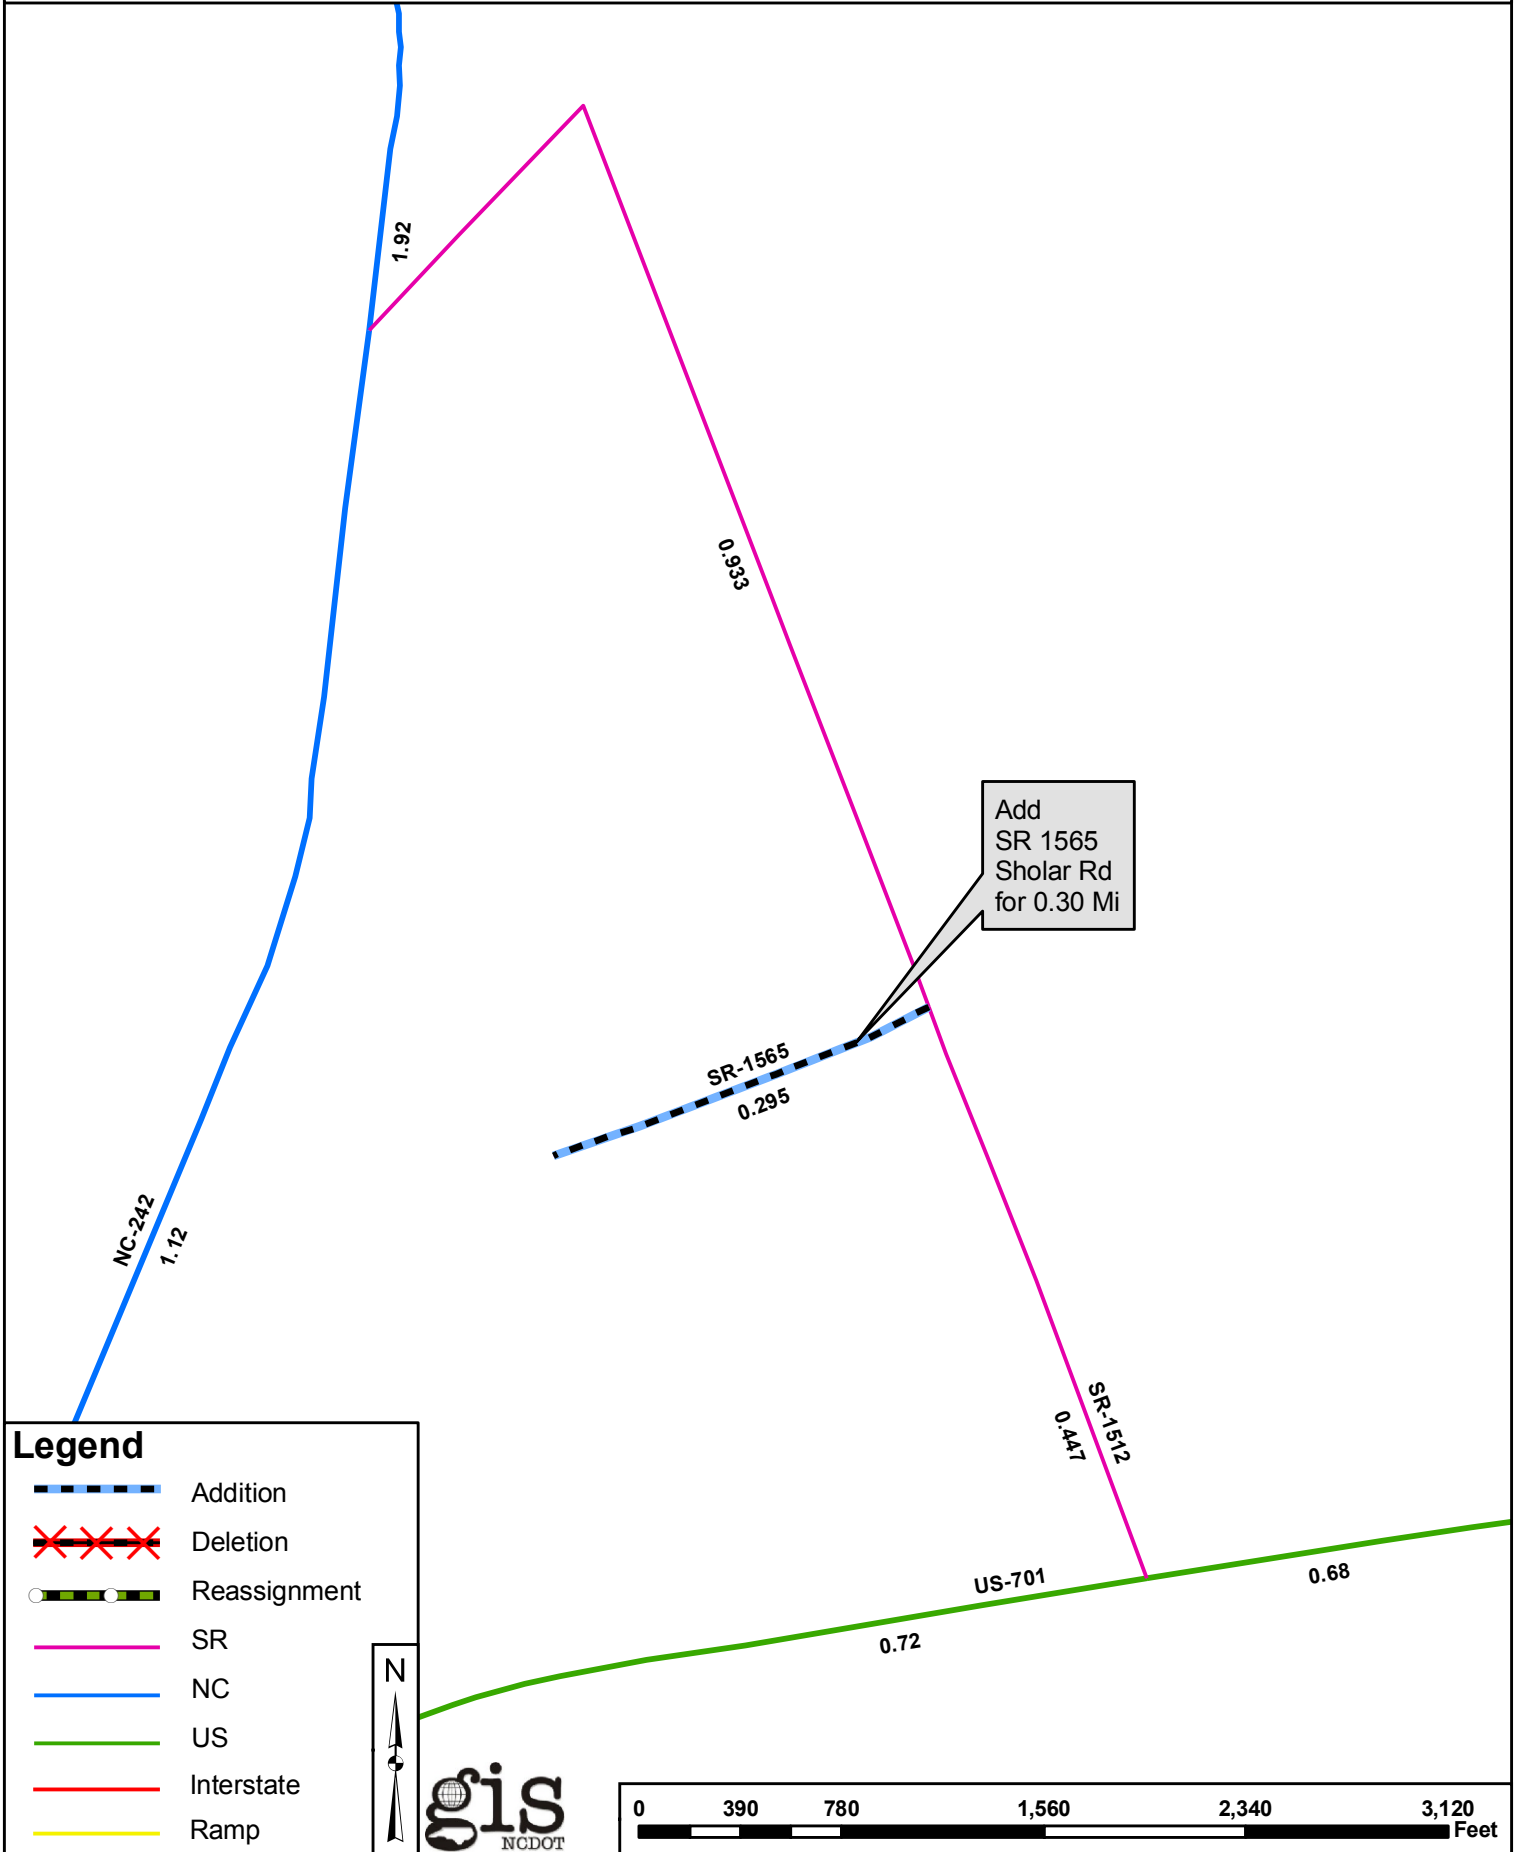 1.92
0.933
Add
SR 1565
Sholar Rd
for 0.30 Mi
SR-1565
0.295
NC-242
1.12
SR-1512
0.447
US-701
0.68
0.72
Legend
Addition
Deletion
Reassignment
SR
NC
US
Interstate
Ramp
N
gis
NCDOT
0 390 780 1,560 2,340 3,120
Feet